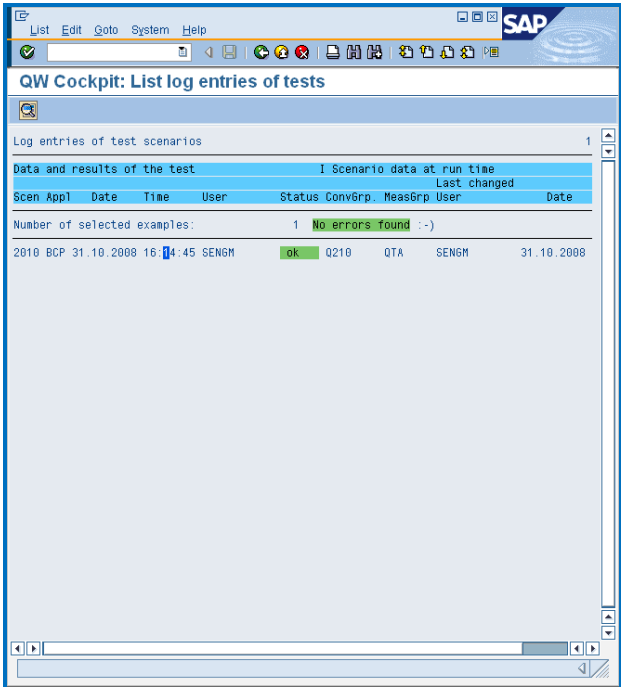 List Edit Goto System Help
SAP
QW Cockpit: List log entries of tests
Log entries of test scenarios 1
Data and results of the test I Scenario data at run time
Last changed
Scen Appl Date Time User Status ConvGrp. MeasGrp User Date
Number of selected examples: 1 No errors found :-)
2010 BCP 31.10.2008 16:14:45 SENGM ok Q210 QTA SENGM 31.10.2008